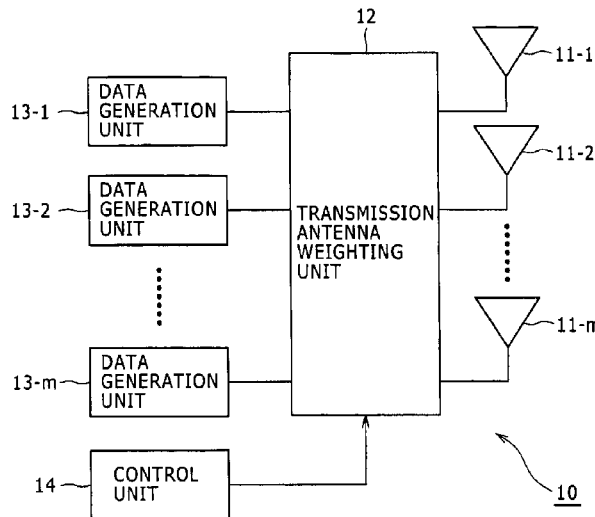 12
11-1
13-1
DATA
GENERATION
UNIT
11-2
13-2
DATA
GENERATION
UNIT
TRANSMISSION
ANTENNA
WEIGHTING
UNIT
11-m
13-m
DATA
GENERATION
UNIT
14
CONTROL
UNIT
10